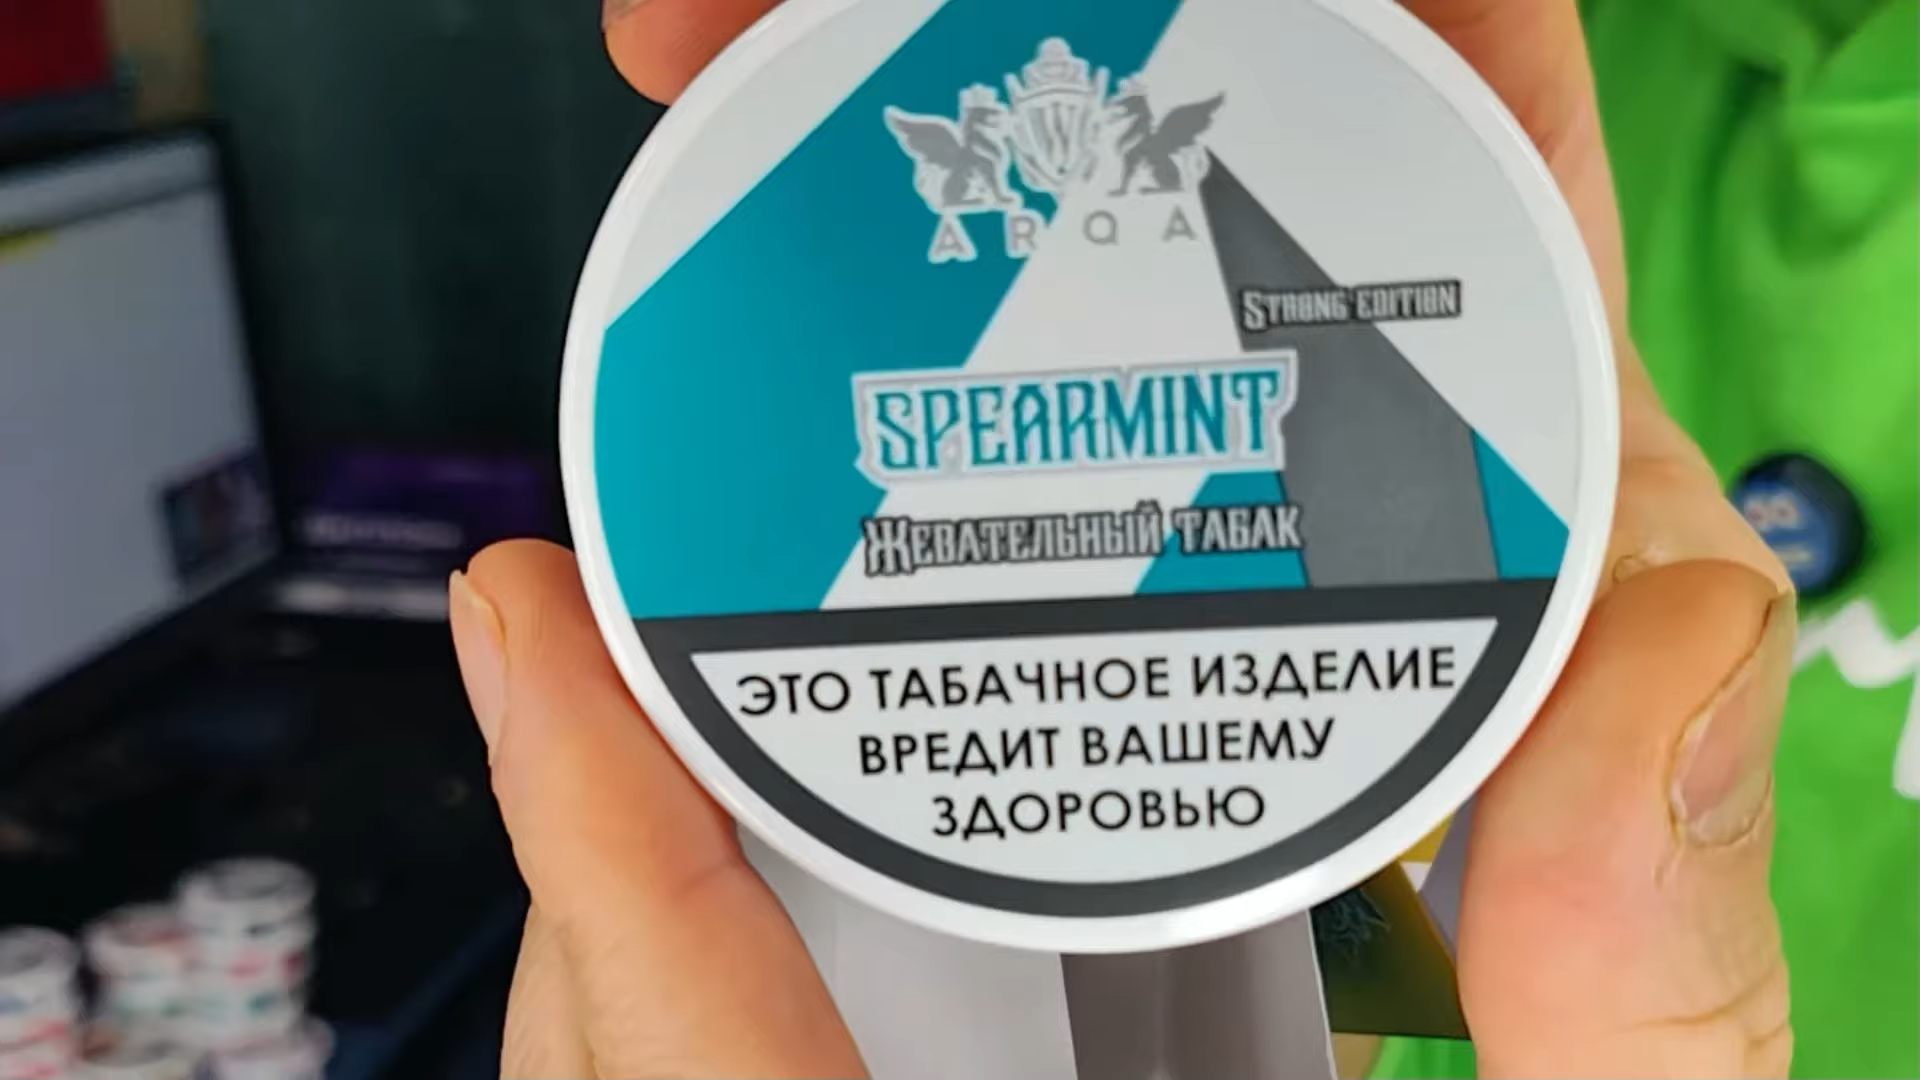 ARQA
STRONG EDITION
SPEARMINT
ЖЕВАТЕЛЬНЫЙ ТАБАК
ЭТО ТАБАЧНОЕ ИЗДЕЛИЕ
ВРЕДИТ ВАШЕМУ
ЗДОРОВЬЮ